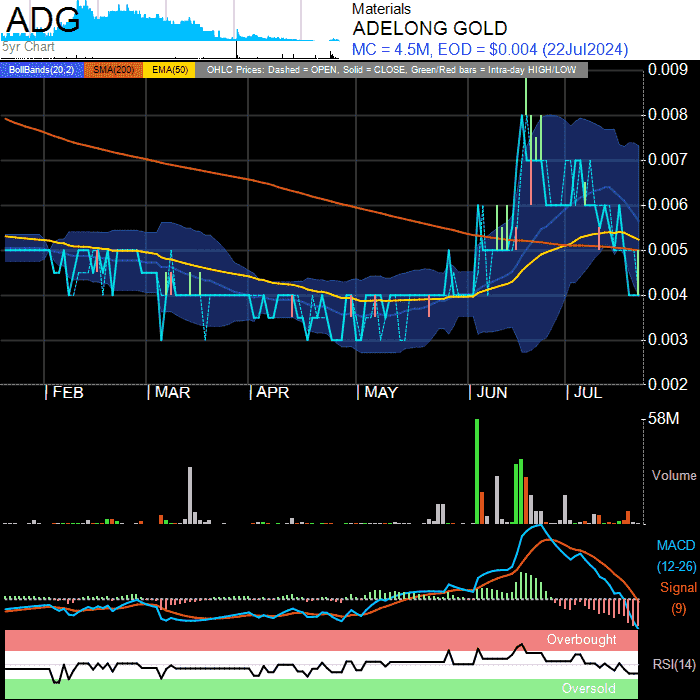 ADG
5yr Chart
Materials
ADELONG GOLD
MC = 4.5M, EOD = $0.004 (22Jul2024)
BollBands(20,2) SMA(200) EMA(50) OHLC Prices: Dashed = OPEN, Solid = CLOSE, Green/Red bars = Intra-day HIGH/LOW
0.009
0.008
0.007
0.006
0.005
0.004
0.003
0.002
FEB MAR APR MAY JUN JUL
58M
Volume
MACD
(12-26)
Signal
(9)
Overbought
RSI(14)
Oversold